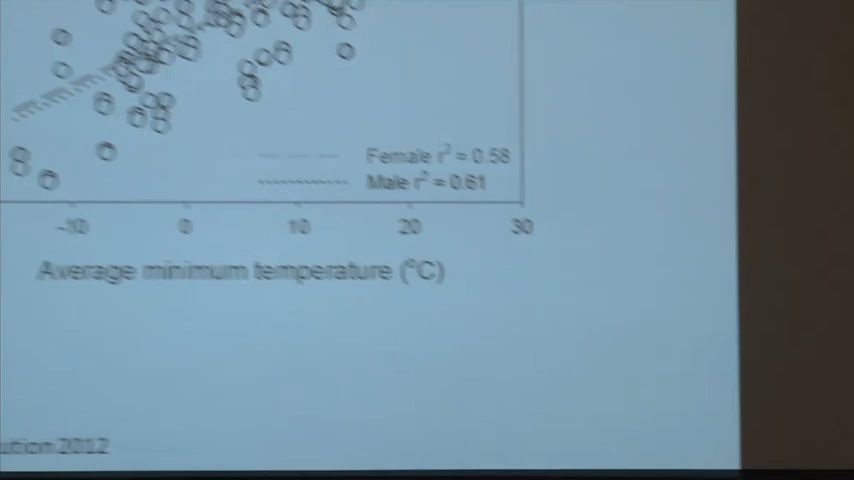 Female r² = 0.58
Male r² = 0.61
-10 0 10 20 30
Average minimum temperature (°C)
ution 2012